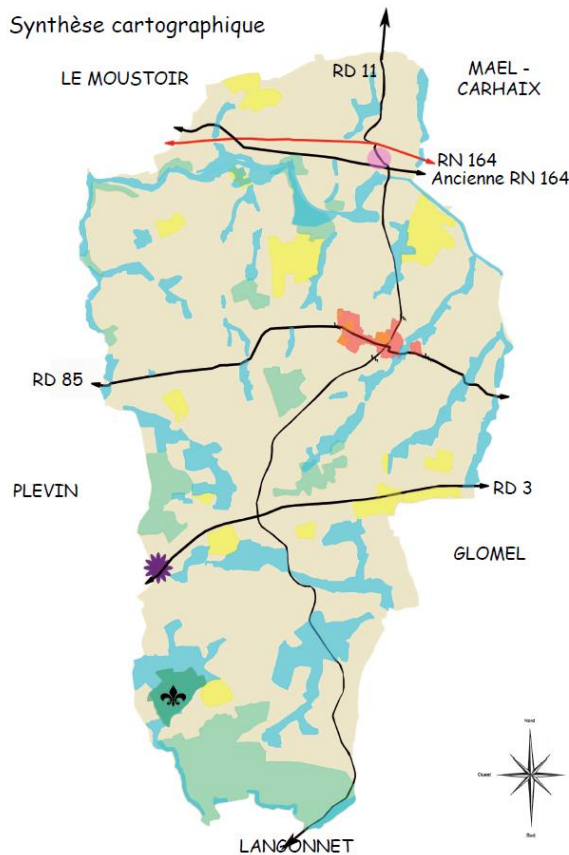 Synthèse cartographique
LE MOUSTOIR
RD 11
MAEL -
CARHAIX
RN 164
Ancienne RN 164
RD 85
PLEVIN
RD 3
GLOMEL
Nord
Ouest
Est
Sud
LANGONNET